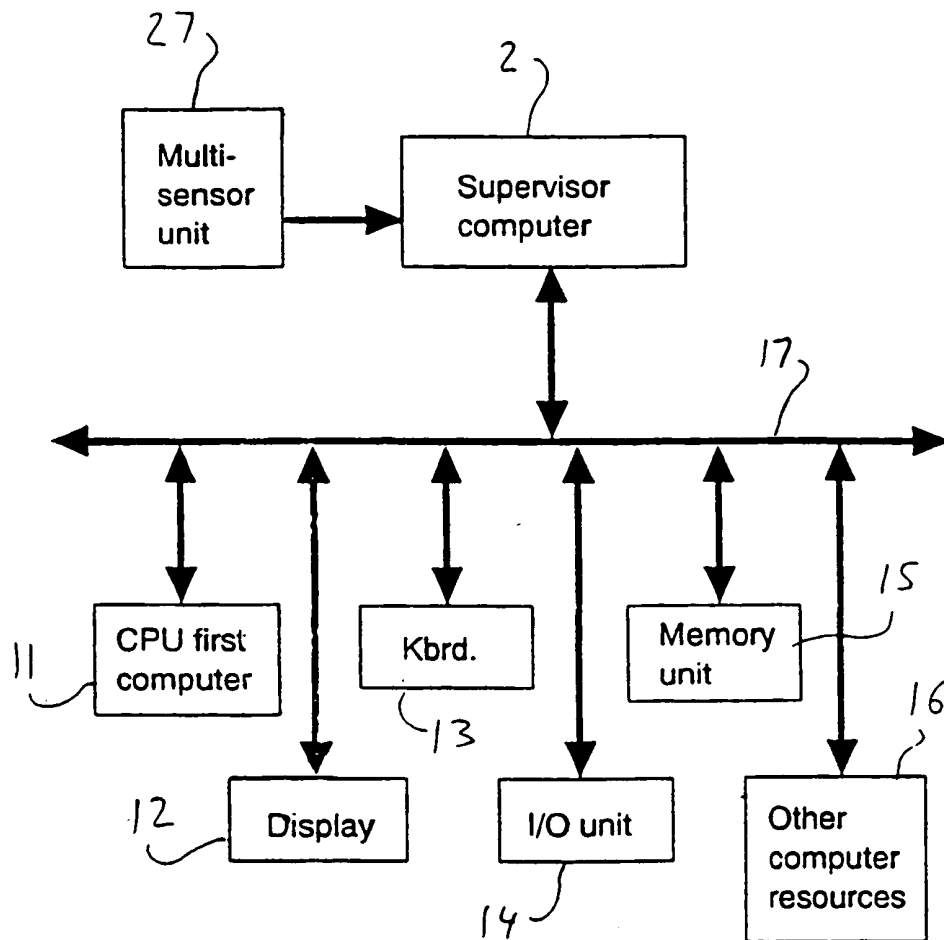 27
2
Multi-
sensor
unit
Supervisor
computer
17
15
CPU first
computer
Kbrd.
Memory
unit
11
13
16
12
Display
I/O unit
Other
computer
resources
14